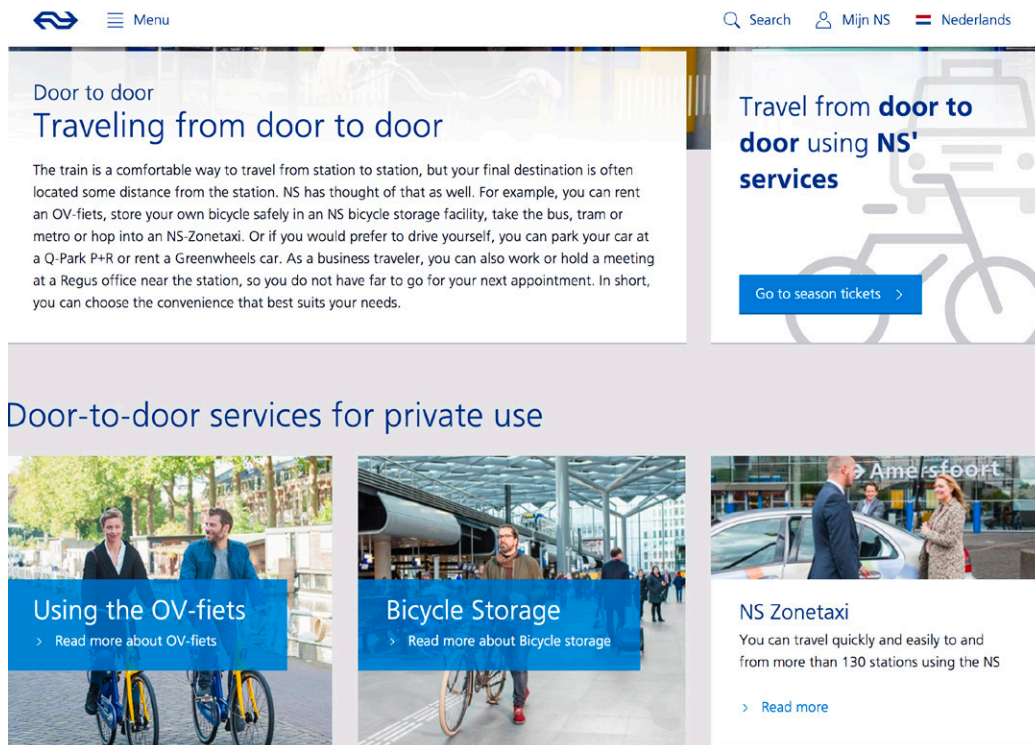 Menu
Search
Mijn NS
Nederlands
Door to door
Traveling from door to door
The train is a comfortable way to travel from station to station, but your final destination is often
located some distance from the station. NS has thought of that as well. For example, you can rent
an OV-fiets, store your own bicycle safely in an NS bicycle storage facility, take the bus, tram or
metro or hop into an NS-Zonetaxi. Or if you would prefer to drive yourself, you can park your car at
a Q-Park P+R or rent a Greenwheels car. As a business traveler, you can also work or hold a meeting
at a Regus office near the station, so you do not have far to go for your next appointment. In short,
you can choose the convenience that best suits your needs.
Travel from door to
door using NS'
services
Go to season tickets
Door-to-door services for private use
Using the OV-fiets
Read more about OV-fiets
Bicycle Storage
Read more about Bicycle storage
Amersfoort
NS Zonetaxi
You can travel quickly and easily to and
from more than 130 stations using the NS
Read more